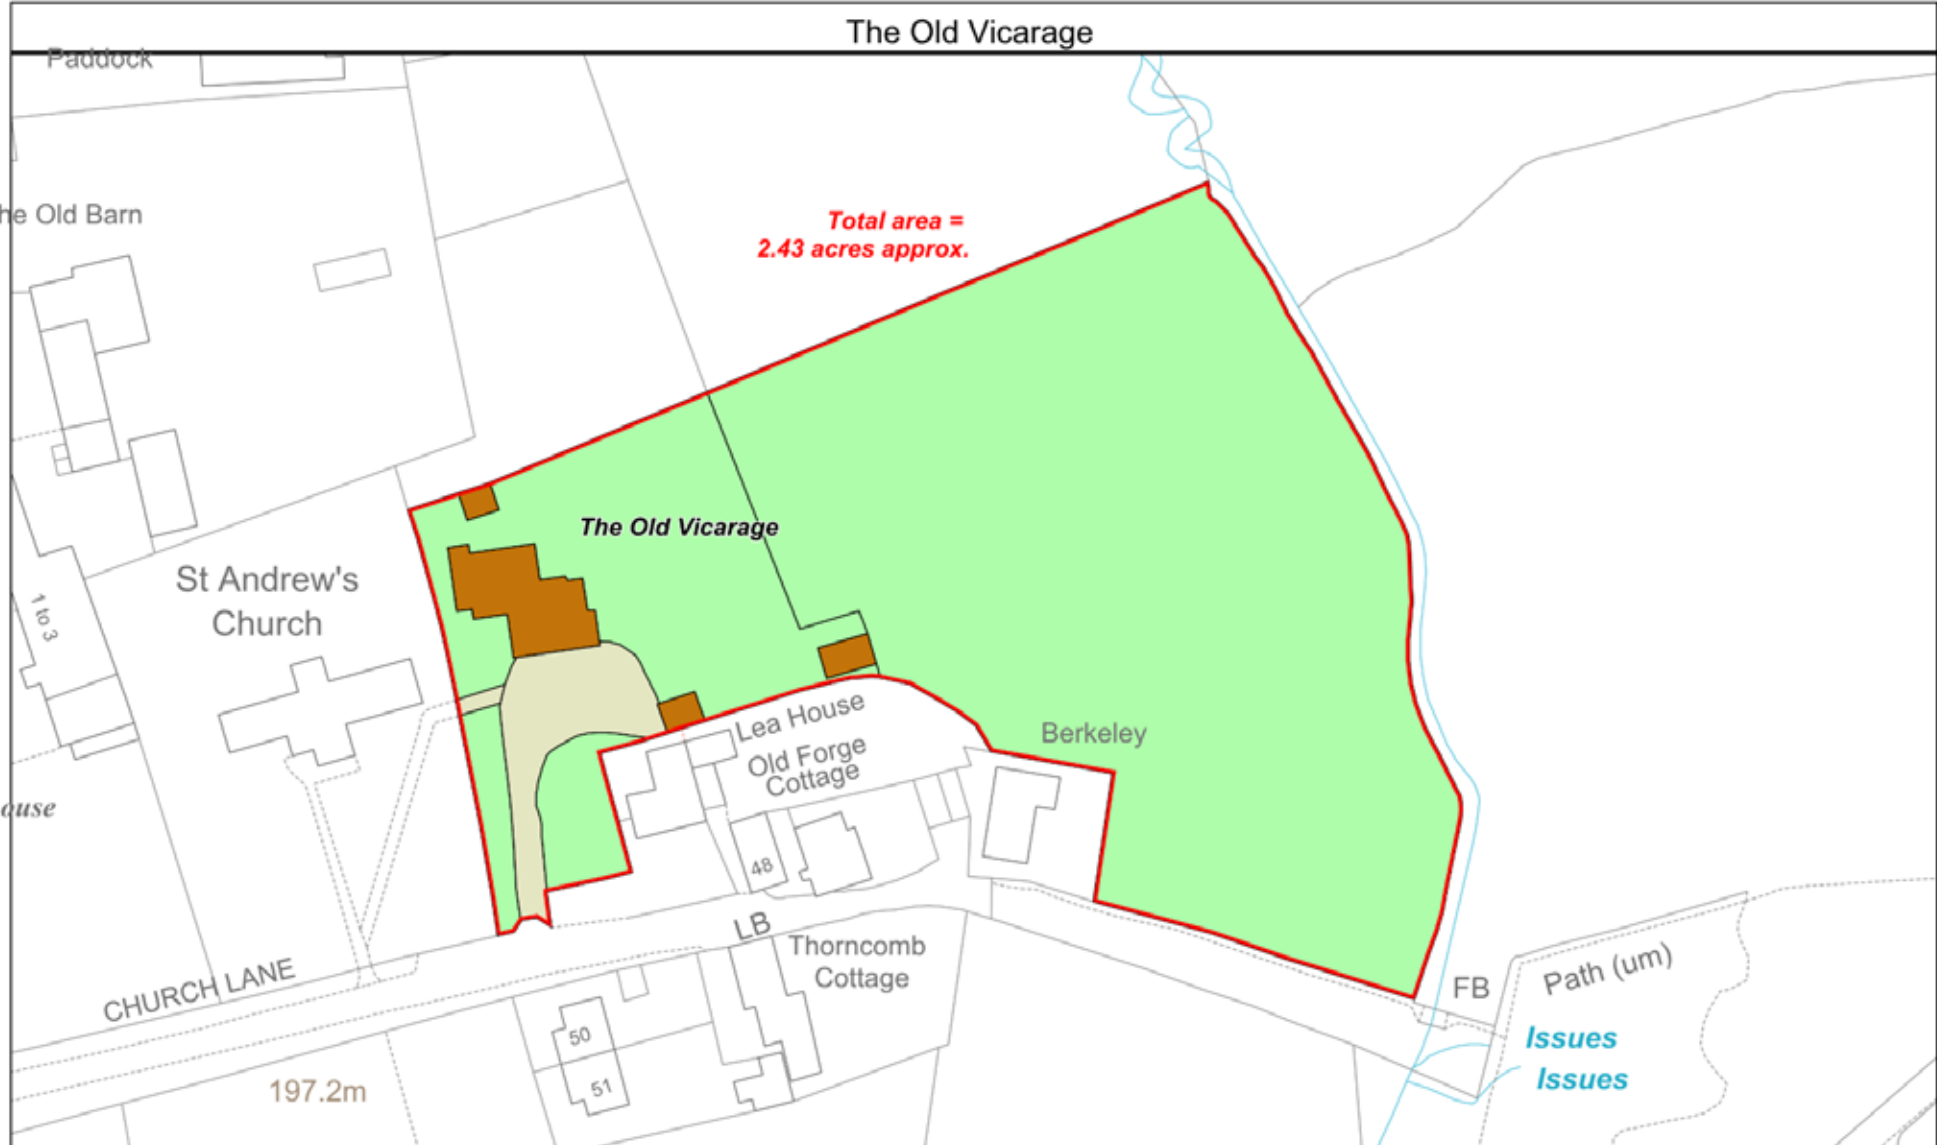 The Old Vicarage
Paddock
he Old Barn
Total area =
2.43 acres approx.
The Old Vicarage
St Andrew's
Church
1 to 3
Lea House
Old Forge
Cottage
Berkeley
ouse
48
LB
Thorncomb
Cottage
CHURCH LANE
FB
Path (um)
50
51
Issues
Issues
197.2m